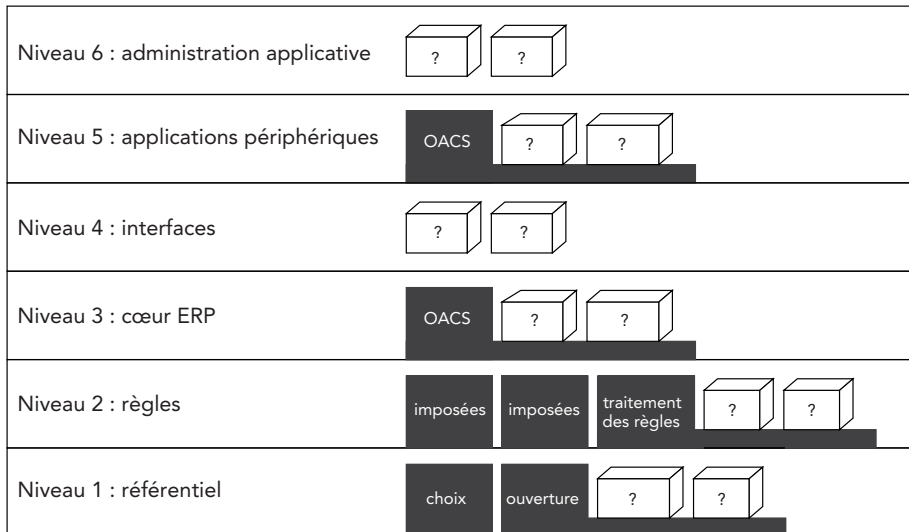 Niveau 6 : administration applicative
? ?
Niveau 5 : applications périphériques
OACS ? ?
Niveau 4 : interfaces
? ?
Niveau 3 : cœur ERP
OACS ? ?
Niveau 2 : règles
imposées imposées traitement
des règles ? ?
Niveau 1 : référentiel
choix ouverture ? ?